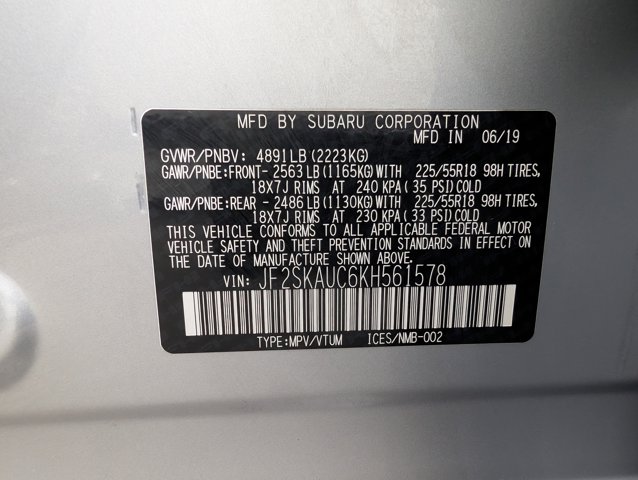 MFD BY SUBARU CORPORATION
MFD IN 06/19
GVWR/PNBV: 4891LB(2223KG)
GAWR/PNBE:FRONT-2563LB(1165KG)WITH 225/55R18 98H TIRES,
18X7J RIMS AT 240 KPA(35 PSI)COLD
GAWR/PNBE:REAR -2486LB(1130KG)WITH 225/55R18 98H TIRES,
18X7J RIMS AT 230 KPA(33 PSI)COLD
THIS VEHICLE CONFORMS TO ALL APPLICABLE FEDERAL MOTOR
VEHICLE SAFETY AND THEFT PREVENTION STANDARDS IN EFFECT ON
THE DATE OF MANUFACTURE SHOWN ABOVE.
VIN: JF2SKAUC6KH561578
TYPE:MPV/VTUM ICES/NMB-002